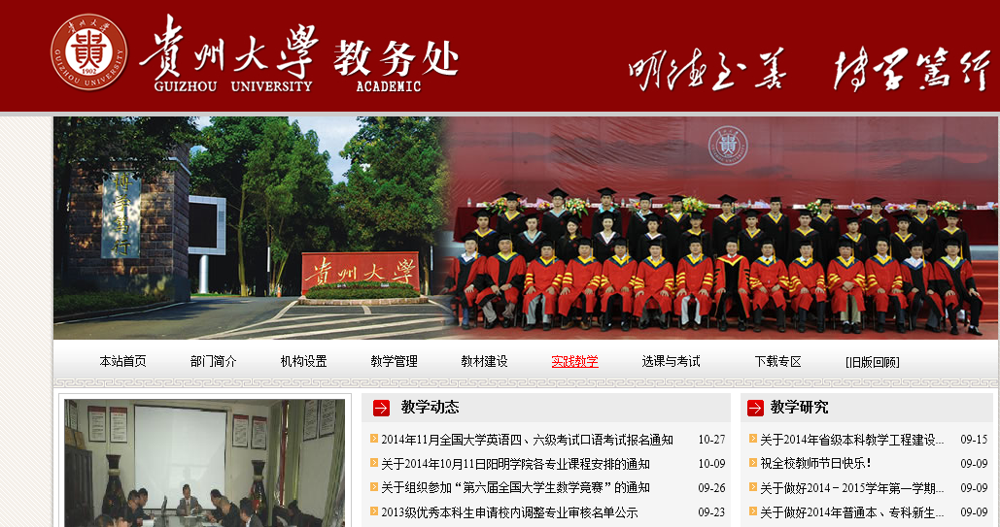 貴州大學 教务处
GUIZHOU UNIVERSITY ACADEMIC
GUIZHOU UNIVERSITY
1902
明德至善 博学笃行
貴州大學
本站首页 部门简介 机构设置 教学管理 教材建设 实践教学 选课与考试 下载专区 [旧版回顾]
教学动态
2014年11月全国大学英语四、六级考试口语考试报名通知 10-27
关于2014年10月11日阳明学院各专业课程安排的通知 10-09
关于组织参加“第六届全国大学生数学竞赛”的通知 09-26
2013级优秀本科生申请校内调整专业审核名单公示 09-23
教学研究
关于2014年省级本科教学工程建设... 09-15
祝全校教师节日快乐！ 09-09
关于做好2014－2015学年第一学期... 09-09
关于做好2014年普通本、专科新生... 09-09